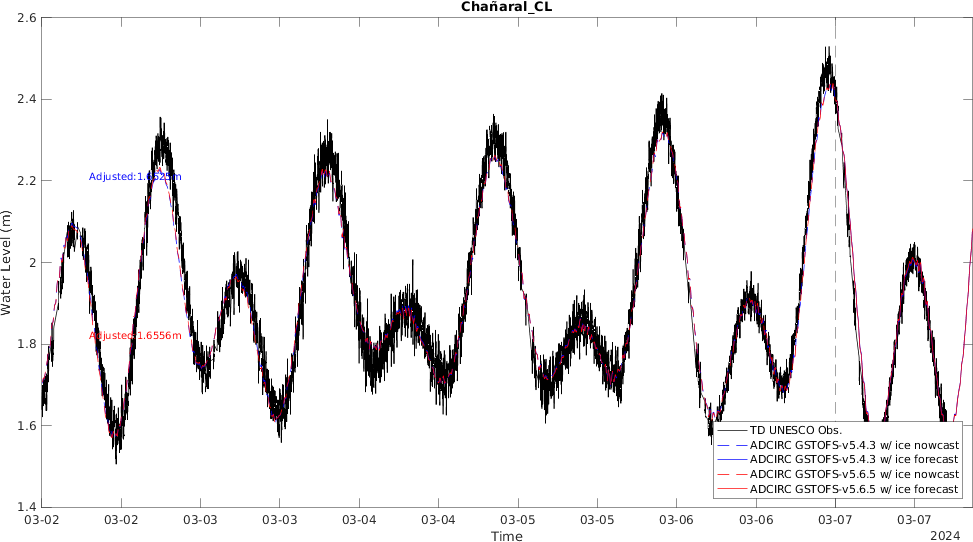 Chañaral_CL
2.6
2.4
2.2
2
1.8
1.6
1.4
Water Level (m)
Adjusted:1.6525m
Adjusted:1.6556m
TD UNESCO Obs.
ADCIRC GSTOFS-v5.4.3 w/ ice nowcast
ADCIRC GSTOFS-v5.4.3 w/ ice forecast
ADCIRC GSTOFS-v5.6.5 w/ ice nowcast
ADCIRC GSTOFS-v5.6.5 w/ ice forecast
03-02 03-02 03-03 03-03 03-04 03-04 03-05 03-05 03-06 03-06 03-07 03-07
Time
2024